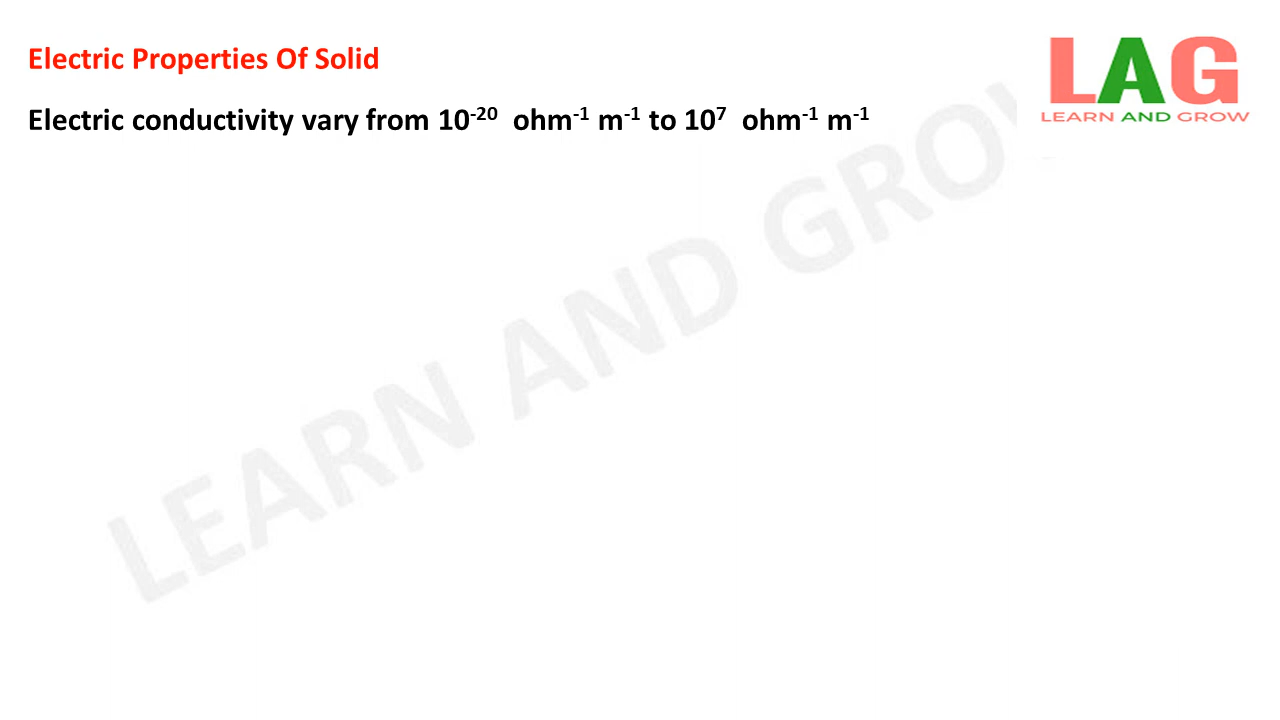 Electric Properties Of Solid
Electric conductivity vary from 10⁻²⁰ ohm⁻¹ m⁻¹ to 10⁷ ohm⁻¹ m⁻¹
LAG
LEARN AND GROW
LEARN AND GROW